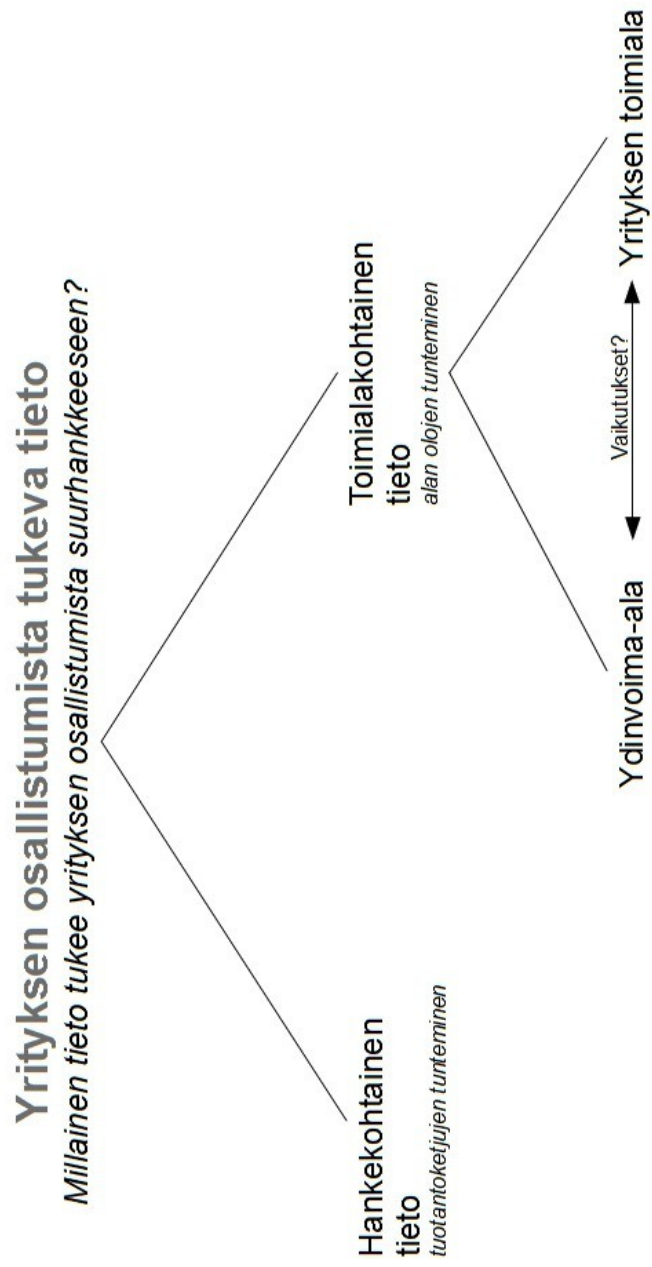 Yrityksen osallistumista tukeva tieto
Millainen tieto tukee yrityksen osallistumista suurhankkeeseen?
Hankekohtainen
tieto
tuotantoketjujen tunteminen
Toimialakohtainen
tieto
alan olojen tunteminen
Ydinvoima-ala
Vaikutukset?
Yrityksen toimiala